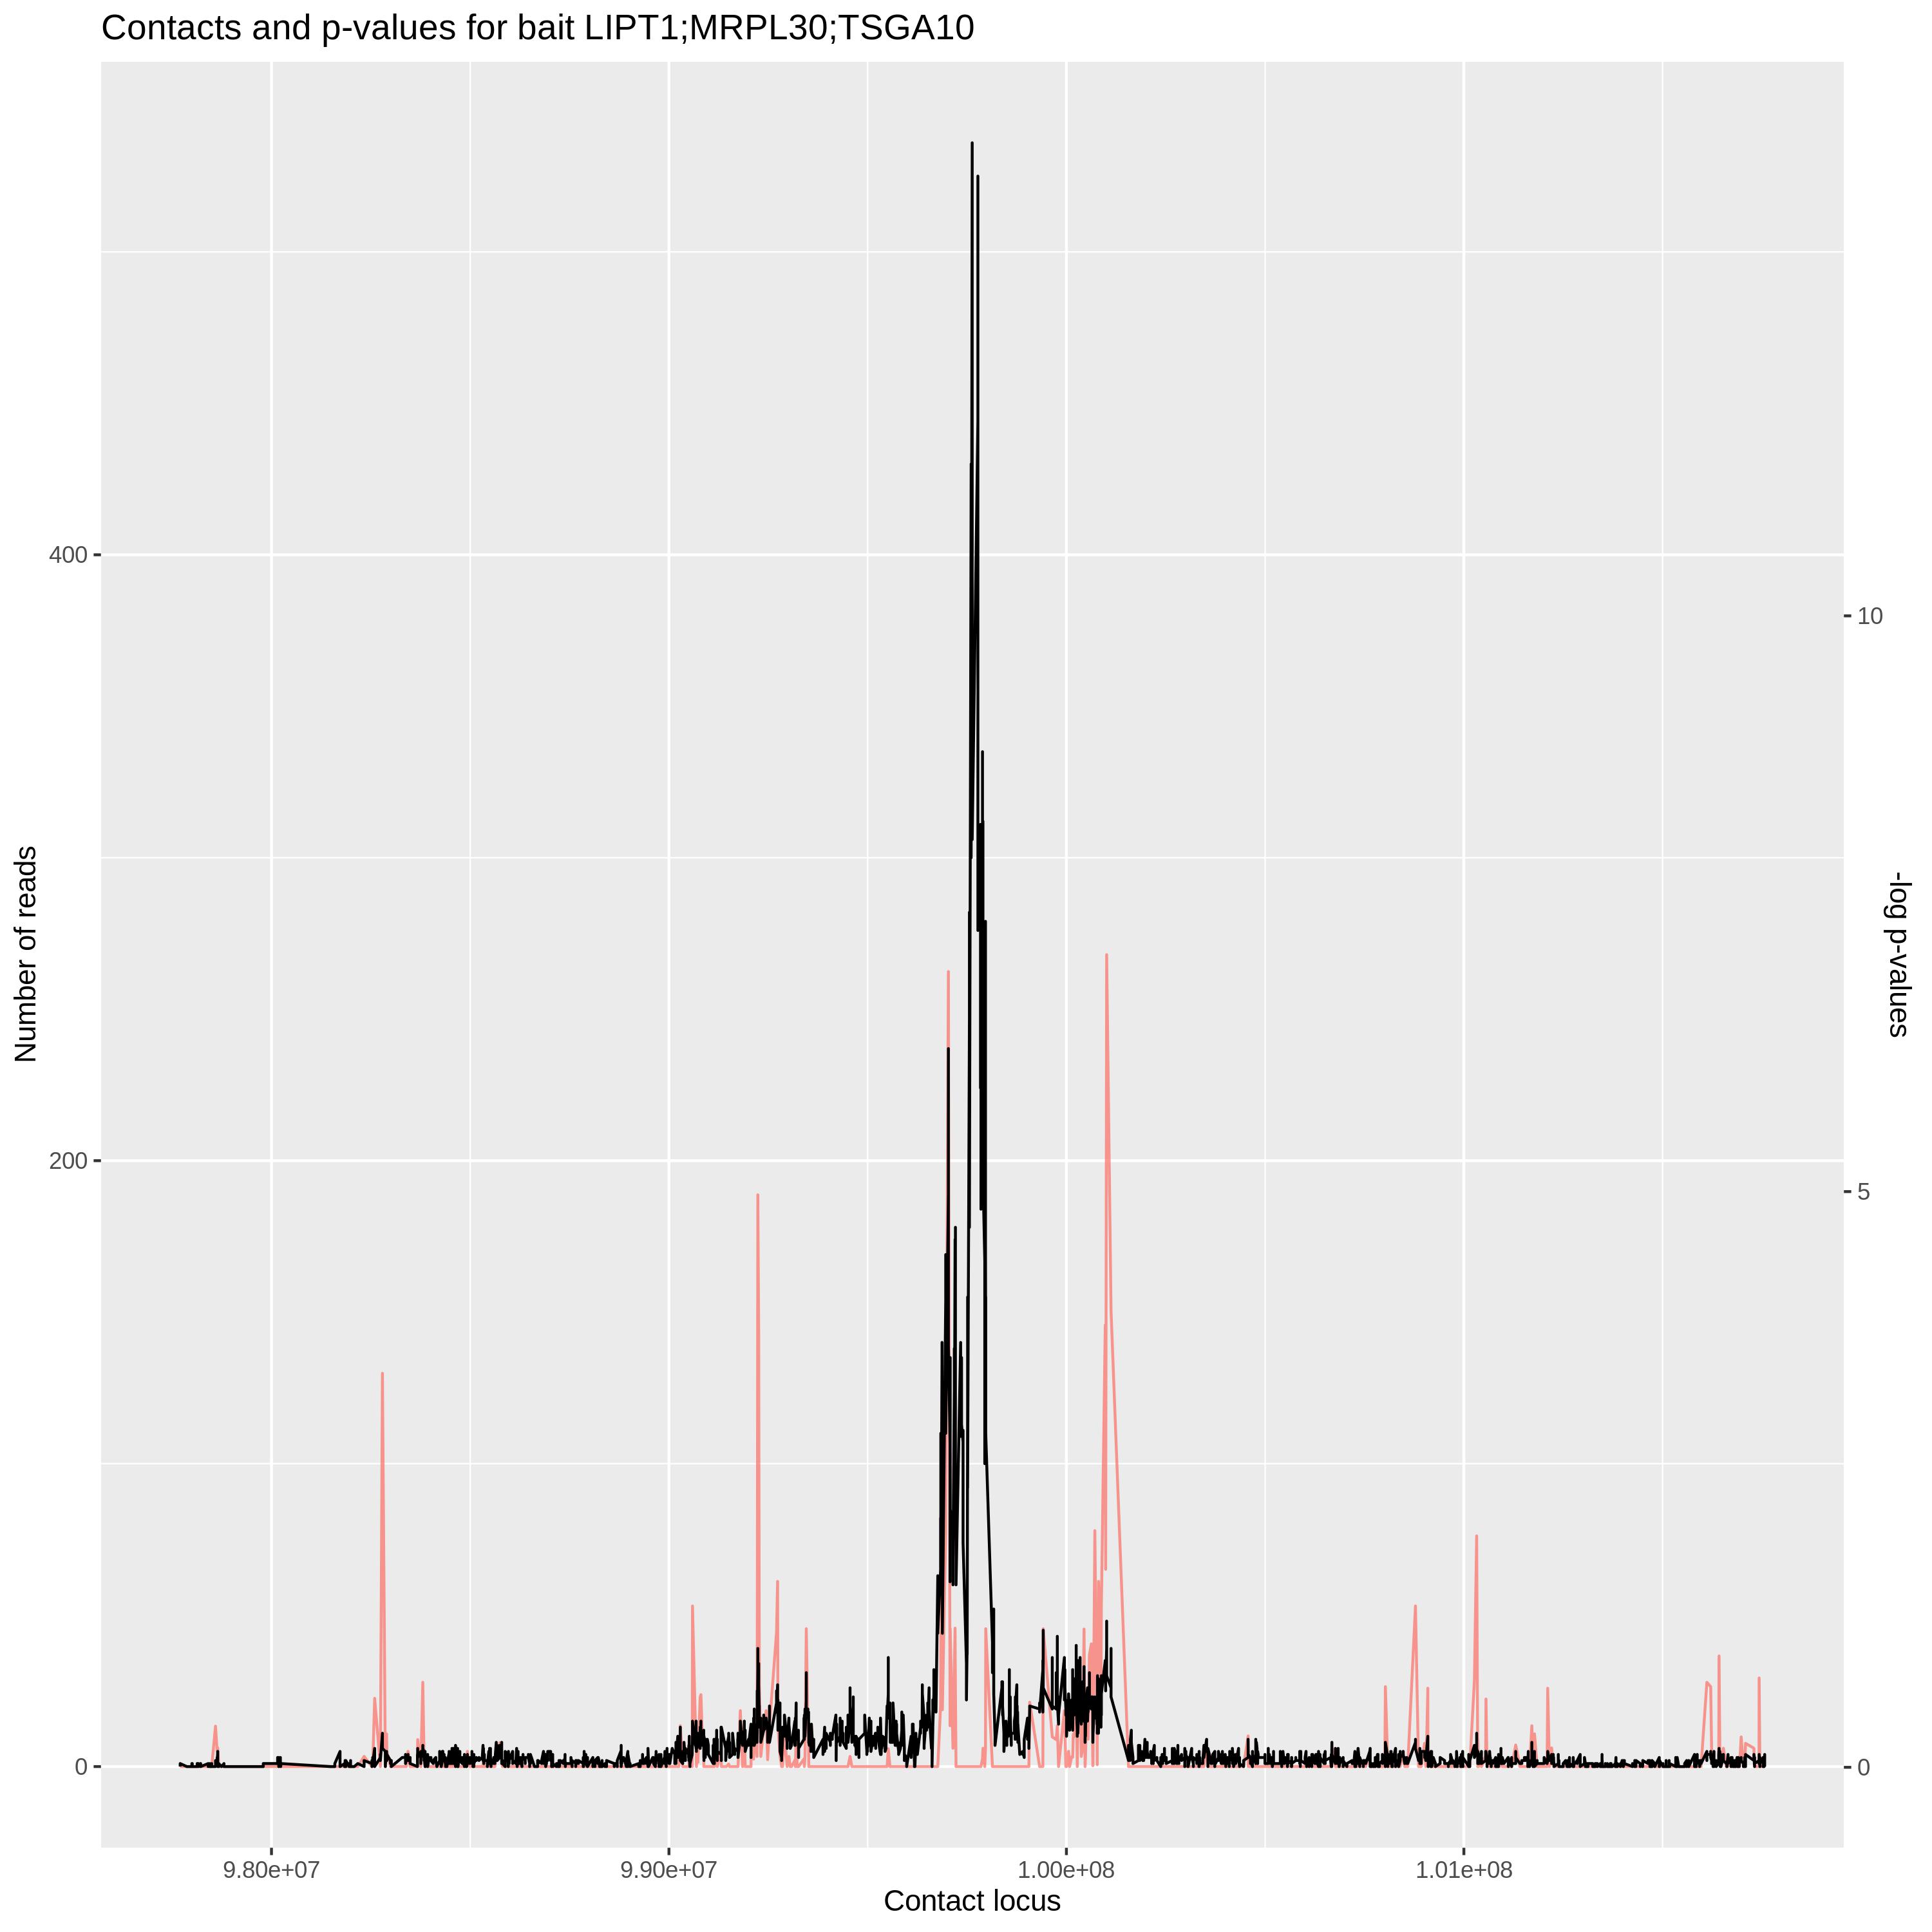 Contacts and p-values for bait LIPT1;MRPL30;TSGA10
Number of reads
400
200
0
10
5
0
-log p-values
9.80e+07
9.90e+07
1.00e+08
1.01e+08
Contact locus